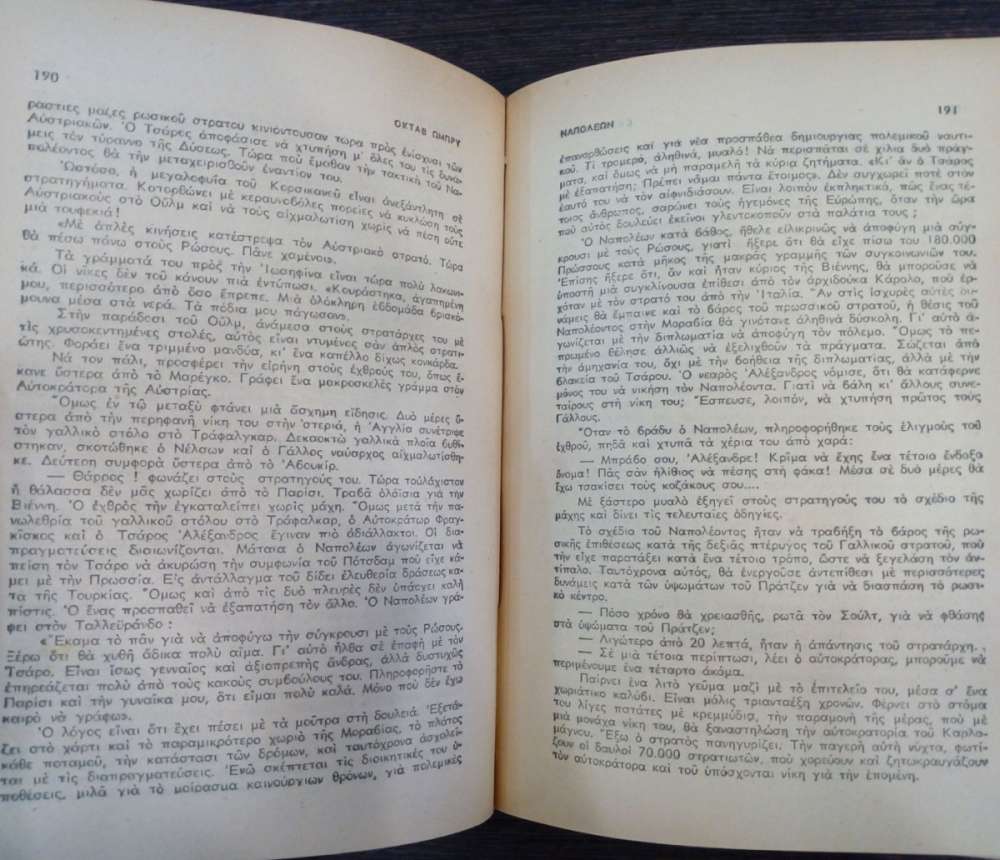 190
ΟΚΤΑΒ ΩΜΠΡΥ
ράστιες μάζες ρωσικοῦ στρατοῦ κινιόντουσαν τώρα πρὸς ἐνίσχυσι τῶν
Αὐστριακῶν. Ὁ Τσάρος ἀποφάσισε νὰ χτυπήση μ' ὅλες του τὶς δυνά-
μεις τὸν τύραννο τῆς Δύσεως. Τώρα ποὺ ἔμαθαν τὴν τακτικὴ τοῦ Να-
πολέοντος θὰ τὴν μεταχειρισθοῦν ἐναντίον του.
Ὡστόσο, ἡ μεγαλοφυΐα τοῦ Κορσικανοῦ εἶναι ἀνεξάντλητη σὲ
στρατηγήματα. Κατορθώνει μὲ κεραυνοβόλες πορεῖες νὰ κυκλώση τοὺς
Αὐστριακοὺς στὸ Οὔλμ καὶ νὰ τοὺς αἰχμαλωτίση χωρὶς νὰ πέση οὔτε
μιὰ τουφεκιά!
«Μὲ ἁπλὲς κινήσεις κατέστρεψα τὸν Αὐστριακὸ στρατό. Τώρα
θὰ πέσω πάνω στοὺς Ρώσους. Πᾶνε χαμένοι».
Τὰ γράμματά του πρὸς τὴν Ἰωσηφίνα εἶναι τώρα πολὺ λακωνι-
κά. Οἱ νίκες δὲν τοῦ κάνουν πιὰ ἐντύπωσι. «Κουράστηκα, ἀγαπημένη
μου, περισσότερο ἀπὸ ὅσο ἔπρεπε. Μιὰ ὁλόκληρη ἑβδομάδα βρισκό-
μουνα μέσα στὰ νερά. Τὰ πόδια μου πάγωσαν».
Στὴν παράδοσι τοῦ Οὔλμ, ἀνάμεσα στοὺς στρατάρχες του μὲ
τὶς χρυσοκεντημένες στολές, αὐτὸς εἶναι ντυμένος σὰν ἁπλὸς στρατι-
ώτης. Φοράει ἕνα τριμμένο μανδύα, κι' ἕνα καπέλλο δίχως κονκάρδα.
Νά τον πάλι, προσφέρει τὴν εἰρήνη στοὺς ἐχθρούς του, ὅπως ἔ-
κανε ὕστερα ἀπὸ τὸ Μαρέγκο. Γράφει ἕνα μακροσκελὲς γράμμα στὸν
Αὐτοκράτορα τῆς Αὐστρίας.
Ὅμως ἐν τῷ μεταξὺ φτάνει μιὰ ἄσχημη εἴδησις. Δυὸ μέρες ὕ-
στερα ἀπὸ τὴν περηφανῆ νίκη του στὴν στεριά, ἡ Ἀγγλία συνέτριψε
τὸν γαλλικὸ στόλο στὸ Τράφαλγκαρ. Δεκαοκτὼ γαλλικὰ πλοῖα βυθί-
στηκαν, σκοτώθηκε ὁ Νέλσων καὶ ὁ Γάλλος ναύαρχος αἰχμαλωτίσθη-
κε. Δεύτερη συμφορὰ ὕστερα ἀπὸ τὸ Ἀβουκίρ.
— Θάρρος! φωνάζει στοὺς στρατηγούς του. Τώρα τοὐλάχιστον
ἡ θάλασσα δὲν μᾶς χωρίζει ἀπὸ τὸ Παρίσι. Τραβᾶ ὁλόϊσια γιὰ τὴν
Βιέννη. Ὁ ἐχθρὸς τὴν ἐγκαταλείπει χωρὶς μάχη. Ὅμως μετὰ τὴν πα-
νωλεθρία τοῦ γαλλικοῦ στόλου στὸ Τράφαλκαρ, ὁ Αὐτοκράτωρ Φραγ-
κίσκος καὶ ὁ Τσάρος Ἀλέξανδρος ἔγιναν πιὸ ἀδιάλλακτοι. Οἱ δια-
πραγματεύσεις διαιωνίζονται. Μάταια ὁ Ναπολέων ἀγωνίζεται νὰ
πείση τὸν Τσάρο νὰ ἀκυρώση τὴν συμφωνία τοῦ Πότσδαμ ποὺ εἶχε κά-
μει μὲ τὴν Πρωσσία. Εἰς ἀντάλλαγμα τοῦ δίδει ἐλευθερία δράσεως κα-
τὰ τῆς Τουρκίας. Ὅμως καὶ ἀπὸ τὶς δυὸ πλευρὲς δὲν ὑπάρχει καλὴ
πίστις. Ὁ ἕνας προσπαθεῖ νὰ ἐξαπατήση τὸν ἄλλο. Ὁ Ναπολέων γρά-
φει στὸν Ταλλεϋράνδο:
«Ἔκαμα τὸ πᾶν γιὰ νὰ ἀποφύγω τὴν σύγκρουσι μὲ τοὺς Ρώσους.
Ξέρω ὅτι θὰ χυθῆ ἄδικα πολὺ αἷμα. Γι' αὐτὸ ἦλθα σὲ ἐπαφὴ μὲ τὸν
Τσάρο. Εἶναι ἴσως γενναῖος καὶ ἀξιοπρεπὴς ἄνδρας, ἀλλὰ δυστυχῶς
ἐπηρεάζεται πολὺ ἀπὸ τοὺς κακοὺς συμβούλους του. Πληροφορῆστε τὸ
Παρίσι καὶ τὴν γυναίκα μου, ὅτι εἶμαι πολὺ καλά. Μόνο ποὺ δὲν ἔχω
καιρὸ νὰ γράφω».
Ὁ λόγος εἶναι ὅτι ἔχει πέσει μὲ τὰ μοῦτρα στὴ δουλειά. Ἐξετά-
ζει στὸ χάρτι καὶ τὸ παραμικρότερο χωριὸ τῆς Μοραβίας, τὸ πλάτος
κάθε ποταμοῦ, τὴν κατάστασι τῶν δρόμων, καὶ ταυτόχρονα ἀσχολεῖ-
ται μὲ τὶς διαπραγματεύσεις. Ἐνῶ σκέπτεται τὶς διοικητικές του ὑ-
ποθέσεις, μιλᾶ γιὰ τὸ μοίρασμα καινούργιων θρόνων, γιὰ πολεμικὲς
ΝΑΠΟΛΕΩΝ
191
ἐπανορθώσεις καὶ γιὰ νέα προσπάθεια δημιουργίας πολεμικοῦ ναυτι-
κοῦ. Τί τρομερό, ἀληθινά, μυαλό! Νὰ περισπᾶται σὲ χίλια δυὸ πράγ-
ματα, καὶ ὅμως νὰ μὴ παραμελῆ τὰ κύρια ζητήματα. «Κι' ἂν ὁ Τσάρος
μὲ ἐξαπατήση; Πρέπει νἆμαι πάντα ἕτοιμος». Δὲν συγχωρεῖ ποτὲ στὸν
ἑαυτό του νὰ τὸν αἰφνιδιάσουν. Εἶναι λοιπὸν ἐκπληκτικά, πῶς ἕνας τέ-
τοιος ἄνθρωπος, σαρώνει τοὺς ἡγεμόνες τῆς Εὐρώπης, ὅταν τὴν ὥρα
ποὺ αὐτὸς δουλεύει ἐκεῖνοι γλεντοκοποῦν στὰ παλάτια τους;
Ὁ Ναπολέων κατὰ βάθος, ἤθελε εἰλικρινῶς νὰ ἀποφύγη μιὰ σύγ-
κρουσι μὲ τοὺς Ρώσους, γιατὶ ἤξερε ὅτι θὰ εἶχε πίσω του 180.000
Πρώσσους κατὰ μῆκος τῆς μακρᾶς γραμμῆς τῶν συγκοινωνιῶν του.
Ἐπίσης ἤξερε ὅτι, ἂν καὶ ἦταν κύριος τῆς Βιέννης, θὰ μποροῦσε νὰ
ὑποστῆ μιὰ συγκλίνουσα ἐπίθεσι ἀπὸ τὸν ἀρχιδούκα Κάρολο, ποὺ ἐρ-
χόταν μὲ τὸν στρατό του ἀπὸ τὴν Ἰταλία. Ἂν στὶς ἰσχυρὲς αὐτὲς δυ-
νάμεις θὰ ἔμπαινε καὶ τὸ βάρος τοῦ πρωσσικοῦ στρατοῦ, ἡ θέσις τοῦ
Ναπολέοντος στὴν Μοραβία θὰ γινότανε ἀληθινὰ δύσκολη. Γι' αὐτὸ ἀ-
γωνίζεται μὲ τὴν διπλωματία νὰ ἀποφύγη τὸν πόλεμο. Ὅμως τὸ πε-
πρωμένο θέλησε ἀλλιῶς νὰ ἐξελιχθοῦν τὰ πράγματα. Σώζεται ἀπὸ
τὴν ἀμηχανία του, ὄχι μὲ τὴν βοήθεια τῆς διπλωματίας, ἀλλὰ μὲ τὴν
βλακεία τοῦ Τσάρου. Ὁ νεαρὸς Ἀλέξανδρος νόμισε, ὅτι θὰ κατάφερνε
μόνος του νὰ νικήση τὸν Ναπολέοντα. Γιατὶ νὰ βάλη κι' ἄλλους συνε-
ταίρους στὴ νίκη του; Ἔσπευσε, λοιπόν, νὰ χτυπήση πρῶτος τοὺς
Γάλλους.
Ὅταν τὸ βράδυ ὁ Ναπολέων, πληροφορήθηκε τοὺς ἑλιγμοὺς τοῦ
ἐχθροῦ, πηδᾶ καὶ χτυπᾶ τὰ χέρια του ἀπὸ χαρά:
— Μπράβο σου, Ἀλέξανδρε! Κρῖμα νὰ ἔχης ἕνα τέτοιο ἔνδοξο
ὄνομα! Πᾶς σὰν ἠλίθιος νὰ πέσης στὴ φάκα! Μέσα σὲ δυὸ μέρες θὰ
ἔχω τσακίσει τοὺς κοζάκους σου....
Μὲ ξάστερο μυαλὸ ἐξηγεῖ στοὺς στρατηγούς του τὸ σχέδιο τῆς
μάχης καὶ δίνει τὶς τελευταῖες ὁδηγίες.
Τὸ σχέδιο τοῦ Ναπολέοντος ἦταν νὰ τραβήξη τὸ βάρος τῆς ρω-
σικῆς ἐπιθέσεως κατὰ τῆς δεξιᾶς πτέρυγος τοῦ Γαλλικοῦ στρατοῦ, ποὺ
τὴν εἶχε παρατάξει κατὰ ἕνα τέτοιο τρόπο, ὥστε νὰ ξεγελάση τὸν ἀν-
τίπαλο. Ταυτόχρονα αὐτός, θὰ ἐνεργοῦσε ἀντεπίθεσι μὲ περισσότερες
δυνάμεις κατὰ τῶν ὑψωμάτων τοῦ Πράτζεν γιὰ νὰ διασπάση τὸ ρωσι-
κὸ κέντρο.
— Πόσο χρόνο θὰ χρειασθῆς, ρωτᾶ τὸν Σούλτ, γιὰ νὰ φθάσης
στὰ ὑψώματα τοῦ Πράτζεν;
— Λιγώτερο ἀπὸ 20 λεπτά, ἦταν ἡ ἀπάντησις τοῦ στρατάρχη.
— Σὲ μιὰ τέτοια περίπτωσι, λέει ὁ αὐτοκράτορας, μποροῦμε νὰ
περιμένουμε ἕνα τέταρτο ἀκόμα.
Παίρνει ἕνα λιτὸ γεῦμα μαζὶ μὲ τὸ ἐπιτελεῖο του, μέσα σ' ἕνα
χωριάτικο καλύβι. Εἶναι μόλις τριανταέξη χρονῶν. Φέρνει στὸ στόμα
του λίγες πατάτες μὲ κρεμμύδια, τὴν παραμονὴ τῆς μέρας, ποὺ μὲ
μιὰ μονάχα νίκη του, θὰ ξαναστηλώνη τὴν αὐτοκρατορία τοῦ Καρλο-
μάγνου. Ἔξω ὁ στρατὸς πανηγυρίζει. Τὴν παγερὴ αὐτὴ νύχτα, φωτί-
ζουν οἱ δαυλοὶ 70.000 στρατιωτῶν, ποὺ χορεύουν καὶ ζητωκραυγάζουν
τὸν αὐτοκράτορα καὶ τοῦ ὑπόσχονται νίκη γιὰ τὴν ἑπομένη.